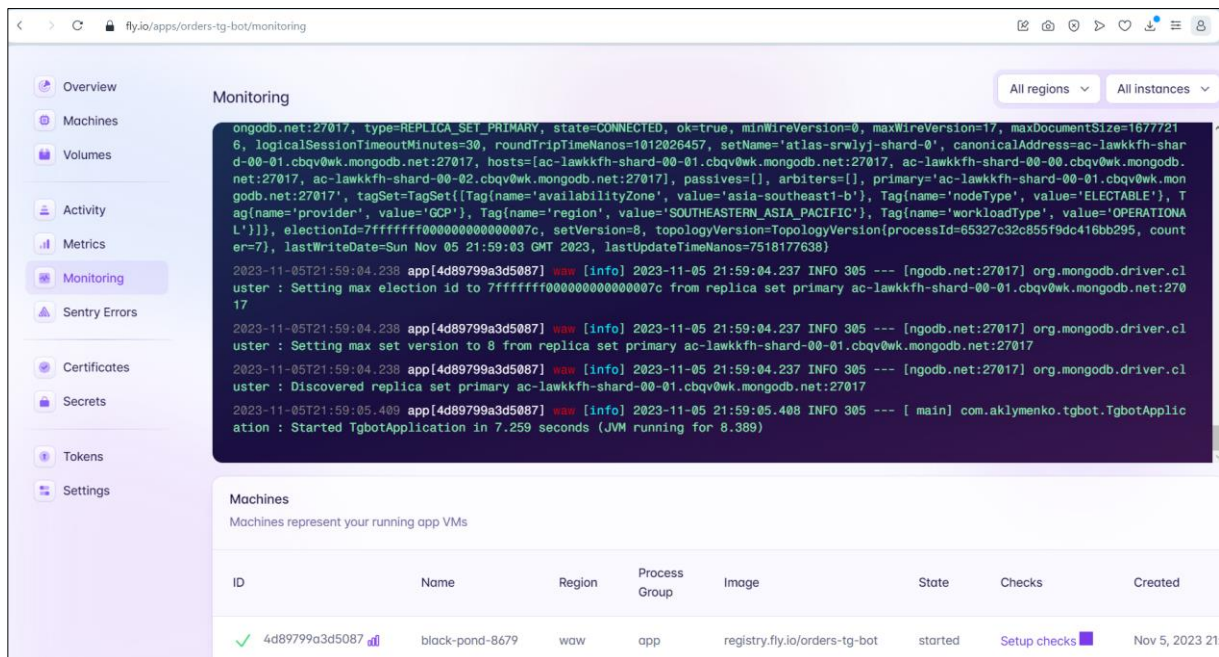 fly.io/apps/orders-tg-bot/monitoring
Overview
Machines
Volumes
Activity
Metrics
Monitoring
Sentry Errors
Certificates
Secrets
Tokens
Settings
Monitoring
All regions
All instances
ongodb.net:27017, type=REPLICA_SET_PRIMARY, state=CONNECTED, ok=true, minWireVersion=0, maxWireVersion=17, maxDocumentSize=1677721
6, logicalSessionTimeoutMinutes=30, roundTripTimeNanos=1012026457, setName='atlas-srwlyj-shard-0', canonicalAddress=ac-lawkkfh-shar
d-00-01.cbqv0wk.mongodb.net:27017, hosts=[ac-lawkkfh-shard-00-01.cbqv0wk.mongodb.net:27017, ac-lawkkfh-shard-00-00.cbqv0wk.mongodb.
net:27017, ac-lawkkfh-shard-00-02.cbqv0wk.mongodb.net:27017], passives=[], arbiters=[], primary='ac-lawkkfh-shard-00-01.cbqv0wk.mon
godb.net:27017', tagSet=TagSet{[Tag{name='availabilityZone', value='asia-southeast1-b'}, Tag{name='nodeType', value='ELECTABLE'}, T
ag{name='provider', value='GCP'}, Tag{name='region', value='SOUTHEASTERN_ASIA_PACIFIC'}, Tag{name='workloadType', value='OPERATIONA
L'}]}, electionId=7fffffff000000000000007c, setVersion=8, topologyVersion=TopologyVersion{processId=65327c32c855f9dc416bb295, count
er=7}, lastWriteDate=Sun Nov 05 21:59:03 GMT 2023, lastUpdateTimeNanos=7518177638}
2023-11-05T21:59:04.238 app[4d89799a3d5087] waw [info] 2023-11-05 21:59:04.237 INFO 305 --- [ngodb.net:27017] org.mongodb.driver.cl
uster : Setting max election id to 7fffffff000000000000007c from replica set primary ac-lawkkfh-shard-00-01.cbqv0wk.mongodb.net:270
17
2023-11-05T21:59:04.238 app[4d89799a3d5087] waw [info] 2023-11-05 21:59:04.237 INFO 305 --- [ngodb.net:27017] org.mongodb.driver.cl
uster : Setting max set version to 8 from replica set primary ac-lawkkfh-shard-00-01.cbqv0wk.mongodb.net:27017
2023-11-05T21:59:04.238 app[4d89799a3d5087] waw [info] 2023-11-05 21:59:04.237 INFO 305 --- [ngodb.net:27017] org.mongodb.driver.cl
uster : Discovered replica set primary ac-lawkkfh-shard-00-01.cbqv0wk.mongodb.net:27017
2023-11-05T21:59:05.409 app[4d89799a3d5087] waw [info] 2023-11-05 21:59:05.408 INFO 305 --- [ main] com.aklymenko.tgbot.TgbotApplic
ation : Started TgbotApplication in 7.259 seconds (JVM running for 8.389)
Machines
Machines represent your running app VMs
ID Name Region Process Group Image State Checks Created
4d89799a3d5087 black-pond-8679 waw app registry.fly.io/orders-tg-bot started Setup checks Nov 5, 2023 21